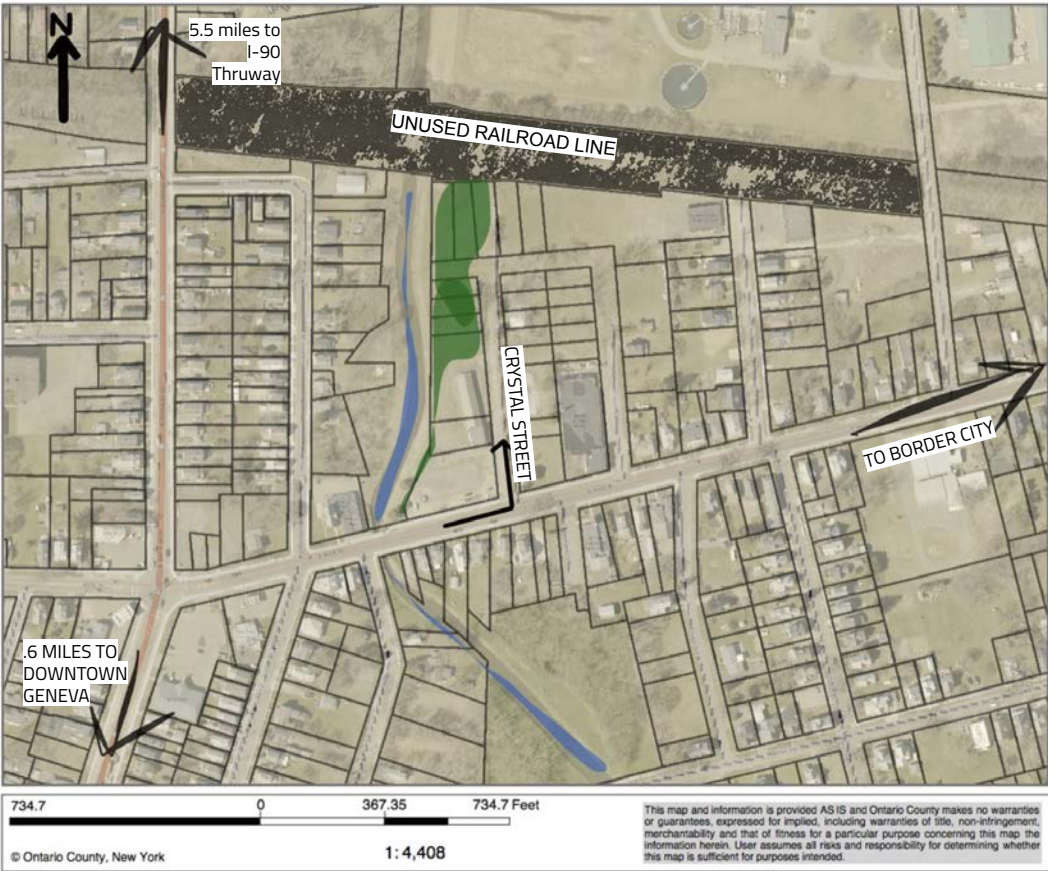 N
5.5 miles to
I-90
Thruway
UNUSED RAILROAD LINE
CRYSTAL STREET
TO BORDER CITY
.6 MILES TO
DOWNTOWN
GENEVA
734.7
0
367.35
734.7 Feet
© Ontario County, New York
1: 4,408
This map and information is provided AS IS and Ontario County makes no warranties
or guarantees, expressed for implied, including warranties of title, non-infringement,
merchantability and that of fitness for a particular purpose concerning this map the
information herein. User assumes all risks and responsibility for determining whether
this map is sufficient for purposes intended.